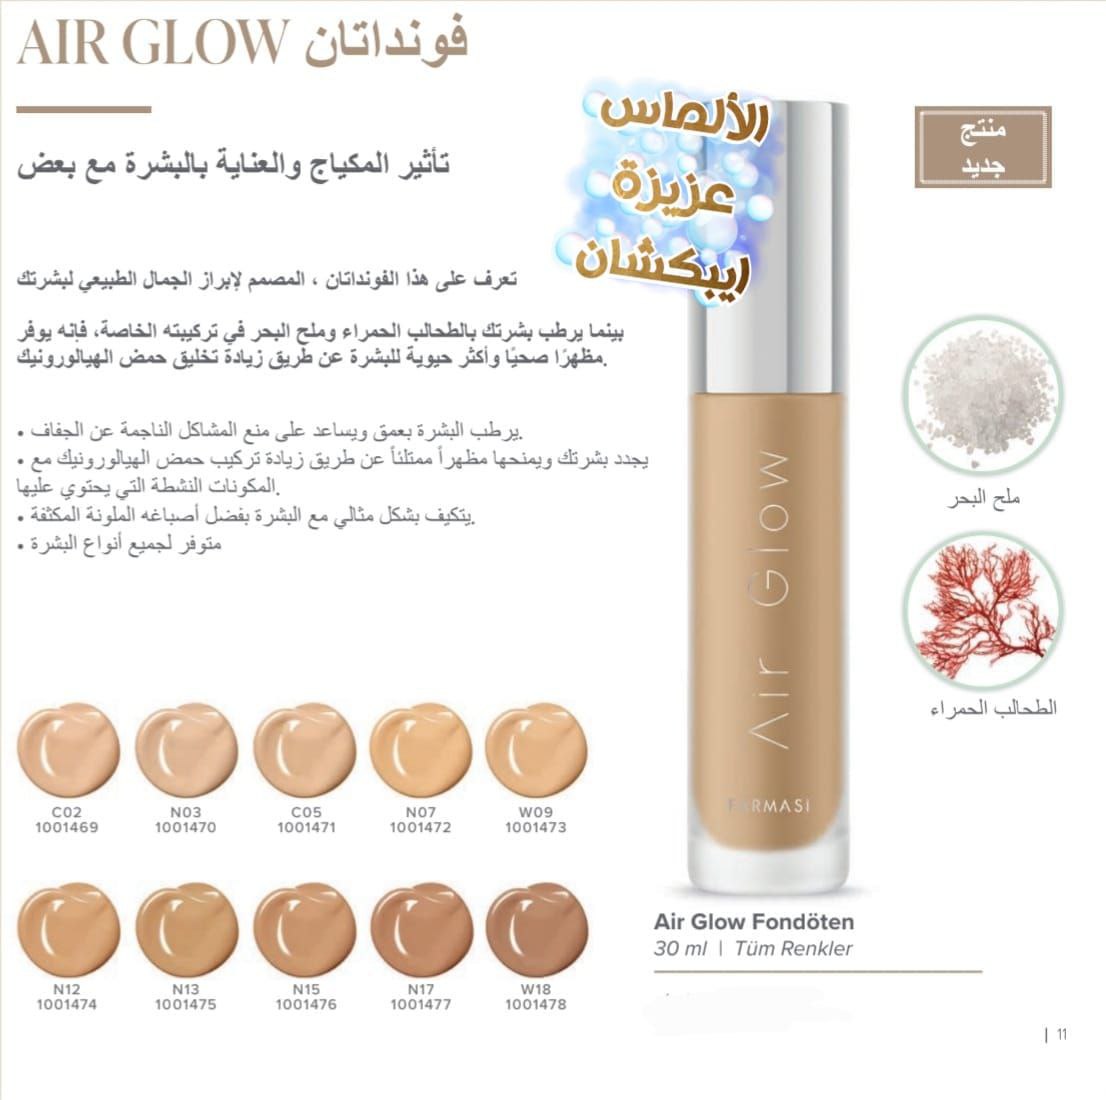 AIR GLOW فونداتان
منتج
جديد
الألماس
عزيزة
ايبكشان
تأثير المكياج والعناية بالبشرة مع بعض
تعرف على هذا الفونداتان ، المصمم لإبراز الجمال الطبيعي لبشرتك
بينما يرطب بشرتك بالطحالب الحمراء وملح البحر في تركيبته الخاصة، فإنه يوفر
مظهرًا صحيًا وأكثر حيوية للبشرة عن طريق زيادة تخليق حمض الهيالورونيك.
• يرطب البشرة بعمق ويساعد على منع المشاكل الناجمة عن الجفاف.
• يجدد بشرتك ويمنحها مظهراً ممتلئاً عن طريق زيادة تركيب حمض الهيالورونيك مع
المكونات النشطة التي يحتوي عليها.
• يتكيف بشكل مثالي مع البشرة بفضل أصباغه الملونة المكثفة.
• متوفر لجميع أنواع البشرة
ملح البحر
الطحالب الحمراء
Air Glow
FARMASİ
C02 N03 C05 N07 W09
1001469 1001470 1001471 1001472 1001473
N12 N13 N15 N17 W18
1001474 1001475 1001476 1001477 1001478
Air Glow Fondöten
30 ml | Tüm Renkler
| 11